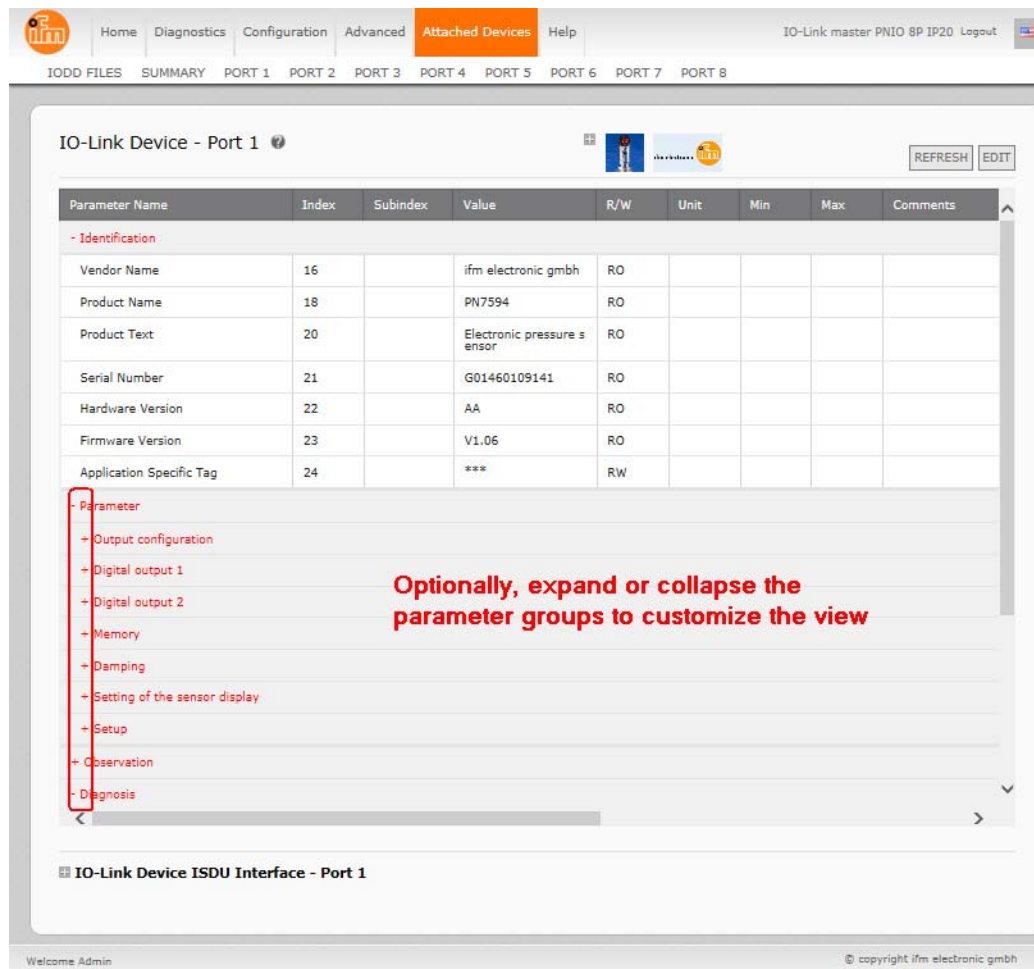 ifm
Home Diagnostics Configuration Advanced Attached Devices Help
IO-Link master PNIO 8P IP20 Logout
IODD FILES SUMMARY PORT 1 PORT 2 PORT 3 PORT 4 PORT 5 PORT 6 PORT 7 PORT 8
IO-Link Device - Port 1 ?
ifm
REFRESH EDIT
Parameter Name Index Subindex Value R/W Unit Min Max Comments
- Identification
Vendor Name 16 ifm electronic gmbh RO
Product Name 18 PN7594 RO
Product Text 20 Electronic pressure s RO
ensor
Serial Number 21 G01460109141 RO
Hardware Version 22 AA RO
Firmware Version 23 V1.06 RO
Application Specific Tag 24 *** RW
- Parameter
+ Output configuration
+ Digital output 1
+ Digital output 2
+ Memory
+ Damping
+ Setting of the sensor display
+ Setup
+ Observation
- Diagnosis
Optionally, expand or collapse the
parameter groups to customize the view
IO-Link Device ISDU Interface - Port 1
Welcome Admin
© copyright ifm electronic gmbh